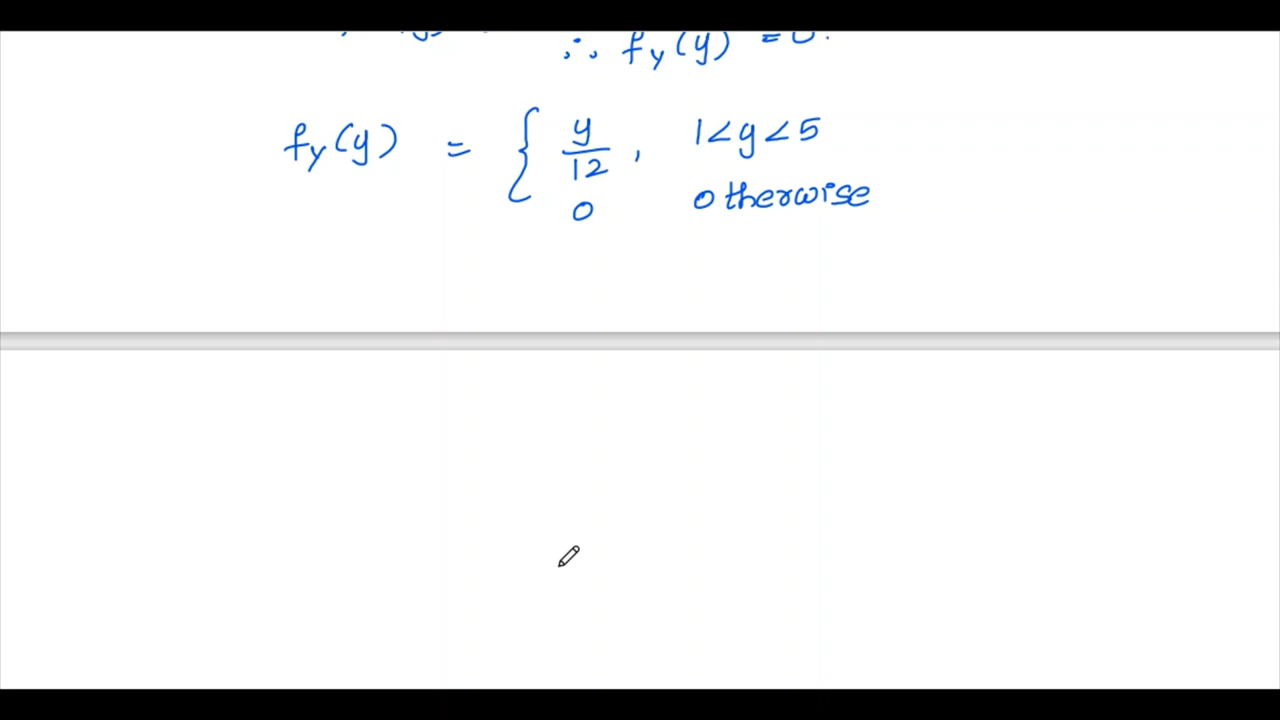 ∴ f_Y(y) = 0.
f_Y(y) = { y/12 , 1<y<5
0 otherwise